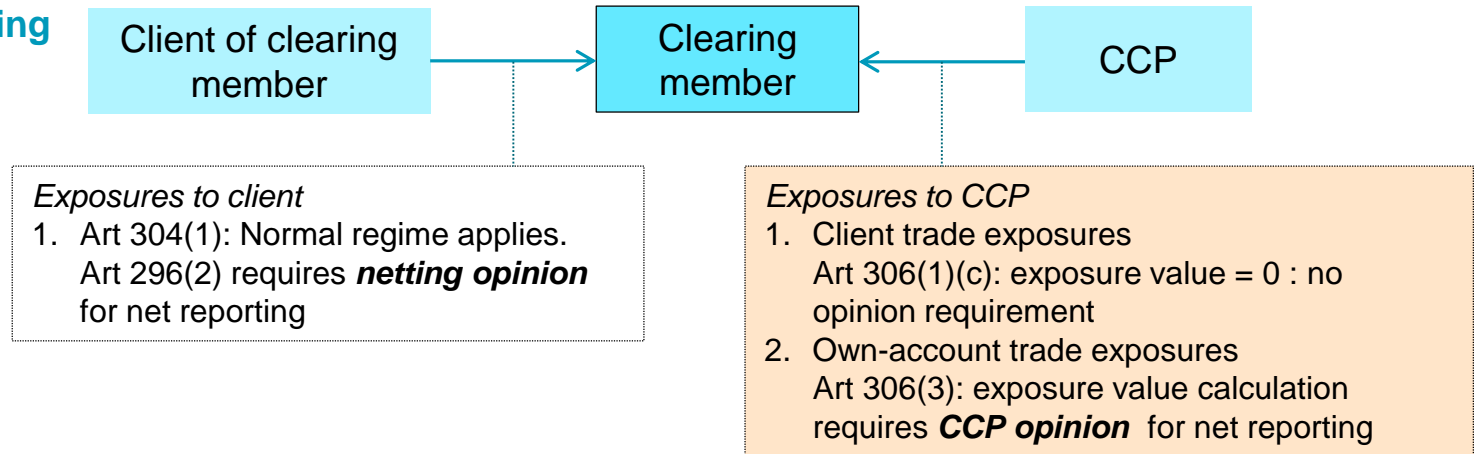 ing
Client of clearing
member
Clearing
member
CCP
Exposures to client
1. Art 304(1): Normal regime applies.
Art 296(2) requires netting opinion
for net reporting
Exposures to CCP
1. Client trade exposures
Art 306(1)(c): exposure value = 0 : no
opinion requirement
2. Own-account trade exposures
Art 306(3): exposure value calculation
requires CCP opinion for net reporting